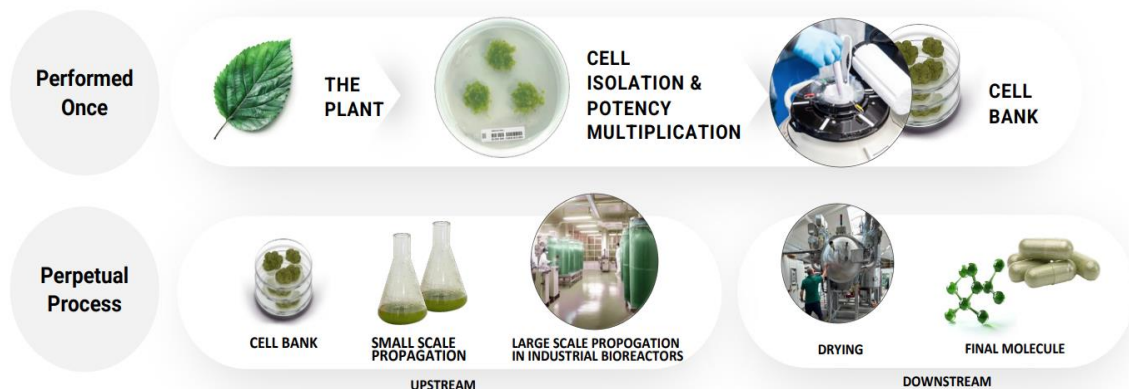 Performed
Once
THE
PLANT
CELL
ISOLATION &
POTENCY
MULTIPLICATION
CELL
BANK
Perpetual
Process
CELL BANK
SMALL SCALE
PROPAGATION
LARGE SCALE PROPOGATION
IN INDUSTRIAL BIOREACTORS
DRYING
FINAL MOLECULE
UPSTREAM
DOWNSTREAM